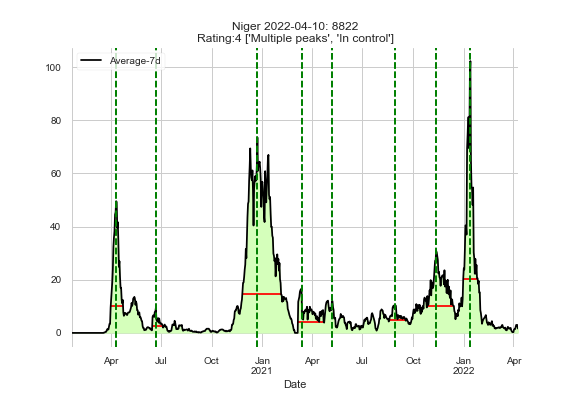 Niger 2022-04-10: 8822
Rating:4 ['Multiple peaks', 'In control']
Average-7d
100
80
60
40
20
0
Apr Jul Oct Jan Apr Jul Oct Jan Apr
2021 2022
Date